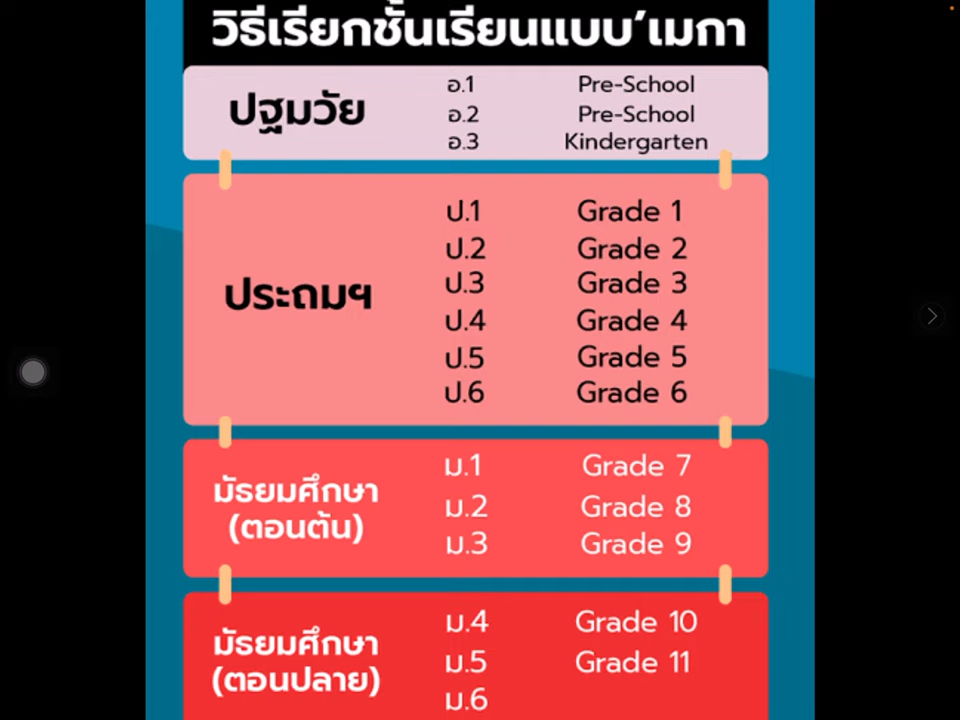 วิธีเรียกชั้นเรียนแบบ'เมกา
ปฐมวัย
อ.1 Pre-School
อ.2 Pre-School
อ.3 Kindergarten
ประถมฯ
ป.1 Grade 1
ป.2 Grade 2
ป.3 Grade 3
ป.4 Grade 4
ป.5 Grade 5
ป.6 Grade 6
มัธยมศึกษา
(ตอนต้น)
ม.1 Grade 7
ม.2 Grade 8
ม.3 Grade 9
มัธยมศึกษา
(ตอนปลาย)
ม.4 Grade 10
ม.5 Grade 11
ม.6